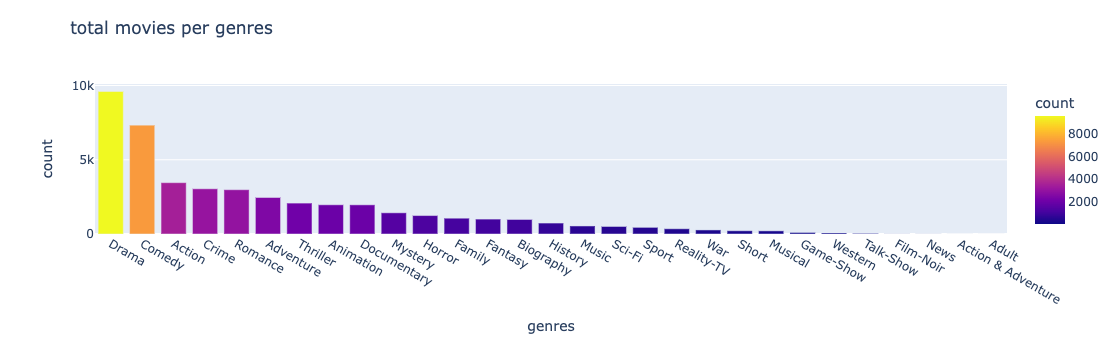 total movies per genres
count
10k
5k
0
Drama
Comedy
Action
Crime
Romance
Adventure
Thriller
Animation
Documentary
Mystery
Horror
Family
Fantasy
Biography
History
Music
Sci-Fi
Sport
Reality-TV
War
Short
Musical
Game-Show
Western
Talk-Show
Film-Noir
News
Action & Adventure
Adult
genres
count
8000
6000
4000
2000